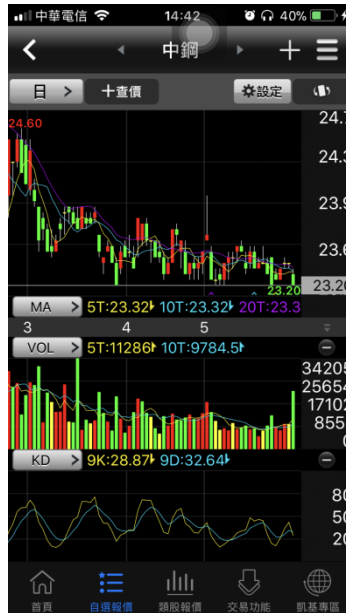 中華電信 14:42 40%
中鋼
日 > 十查價 設定
24.60
24.
24.
23.
23.
23.20
23.20
MA > 5T:23.32 10T:23.32 20T:23.3
3 4 5
VOL > 5T:11286 10T:9784.5
34205
25654
17102
855
0
KD > 9K:28.87 9D:32.64
80
50
20
首頁 自選報價 類股報價 交易功能 凱基專區